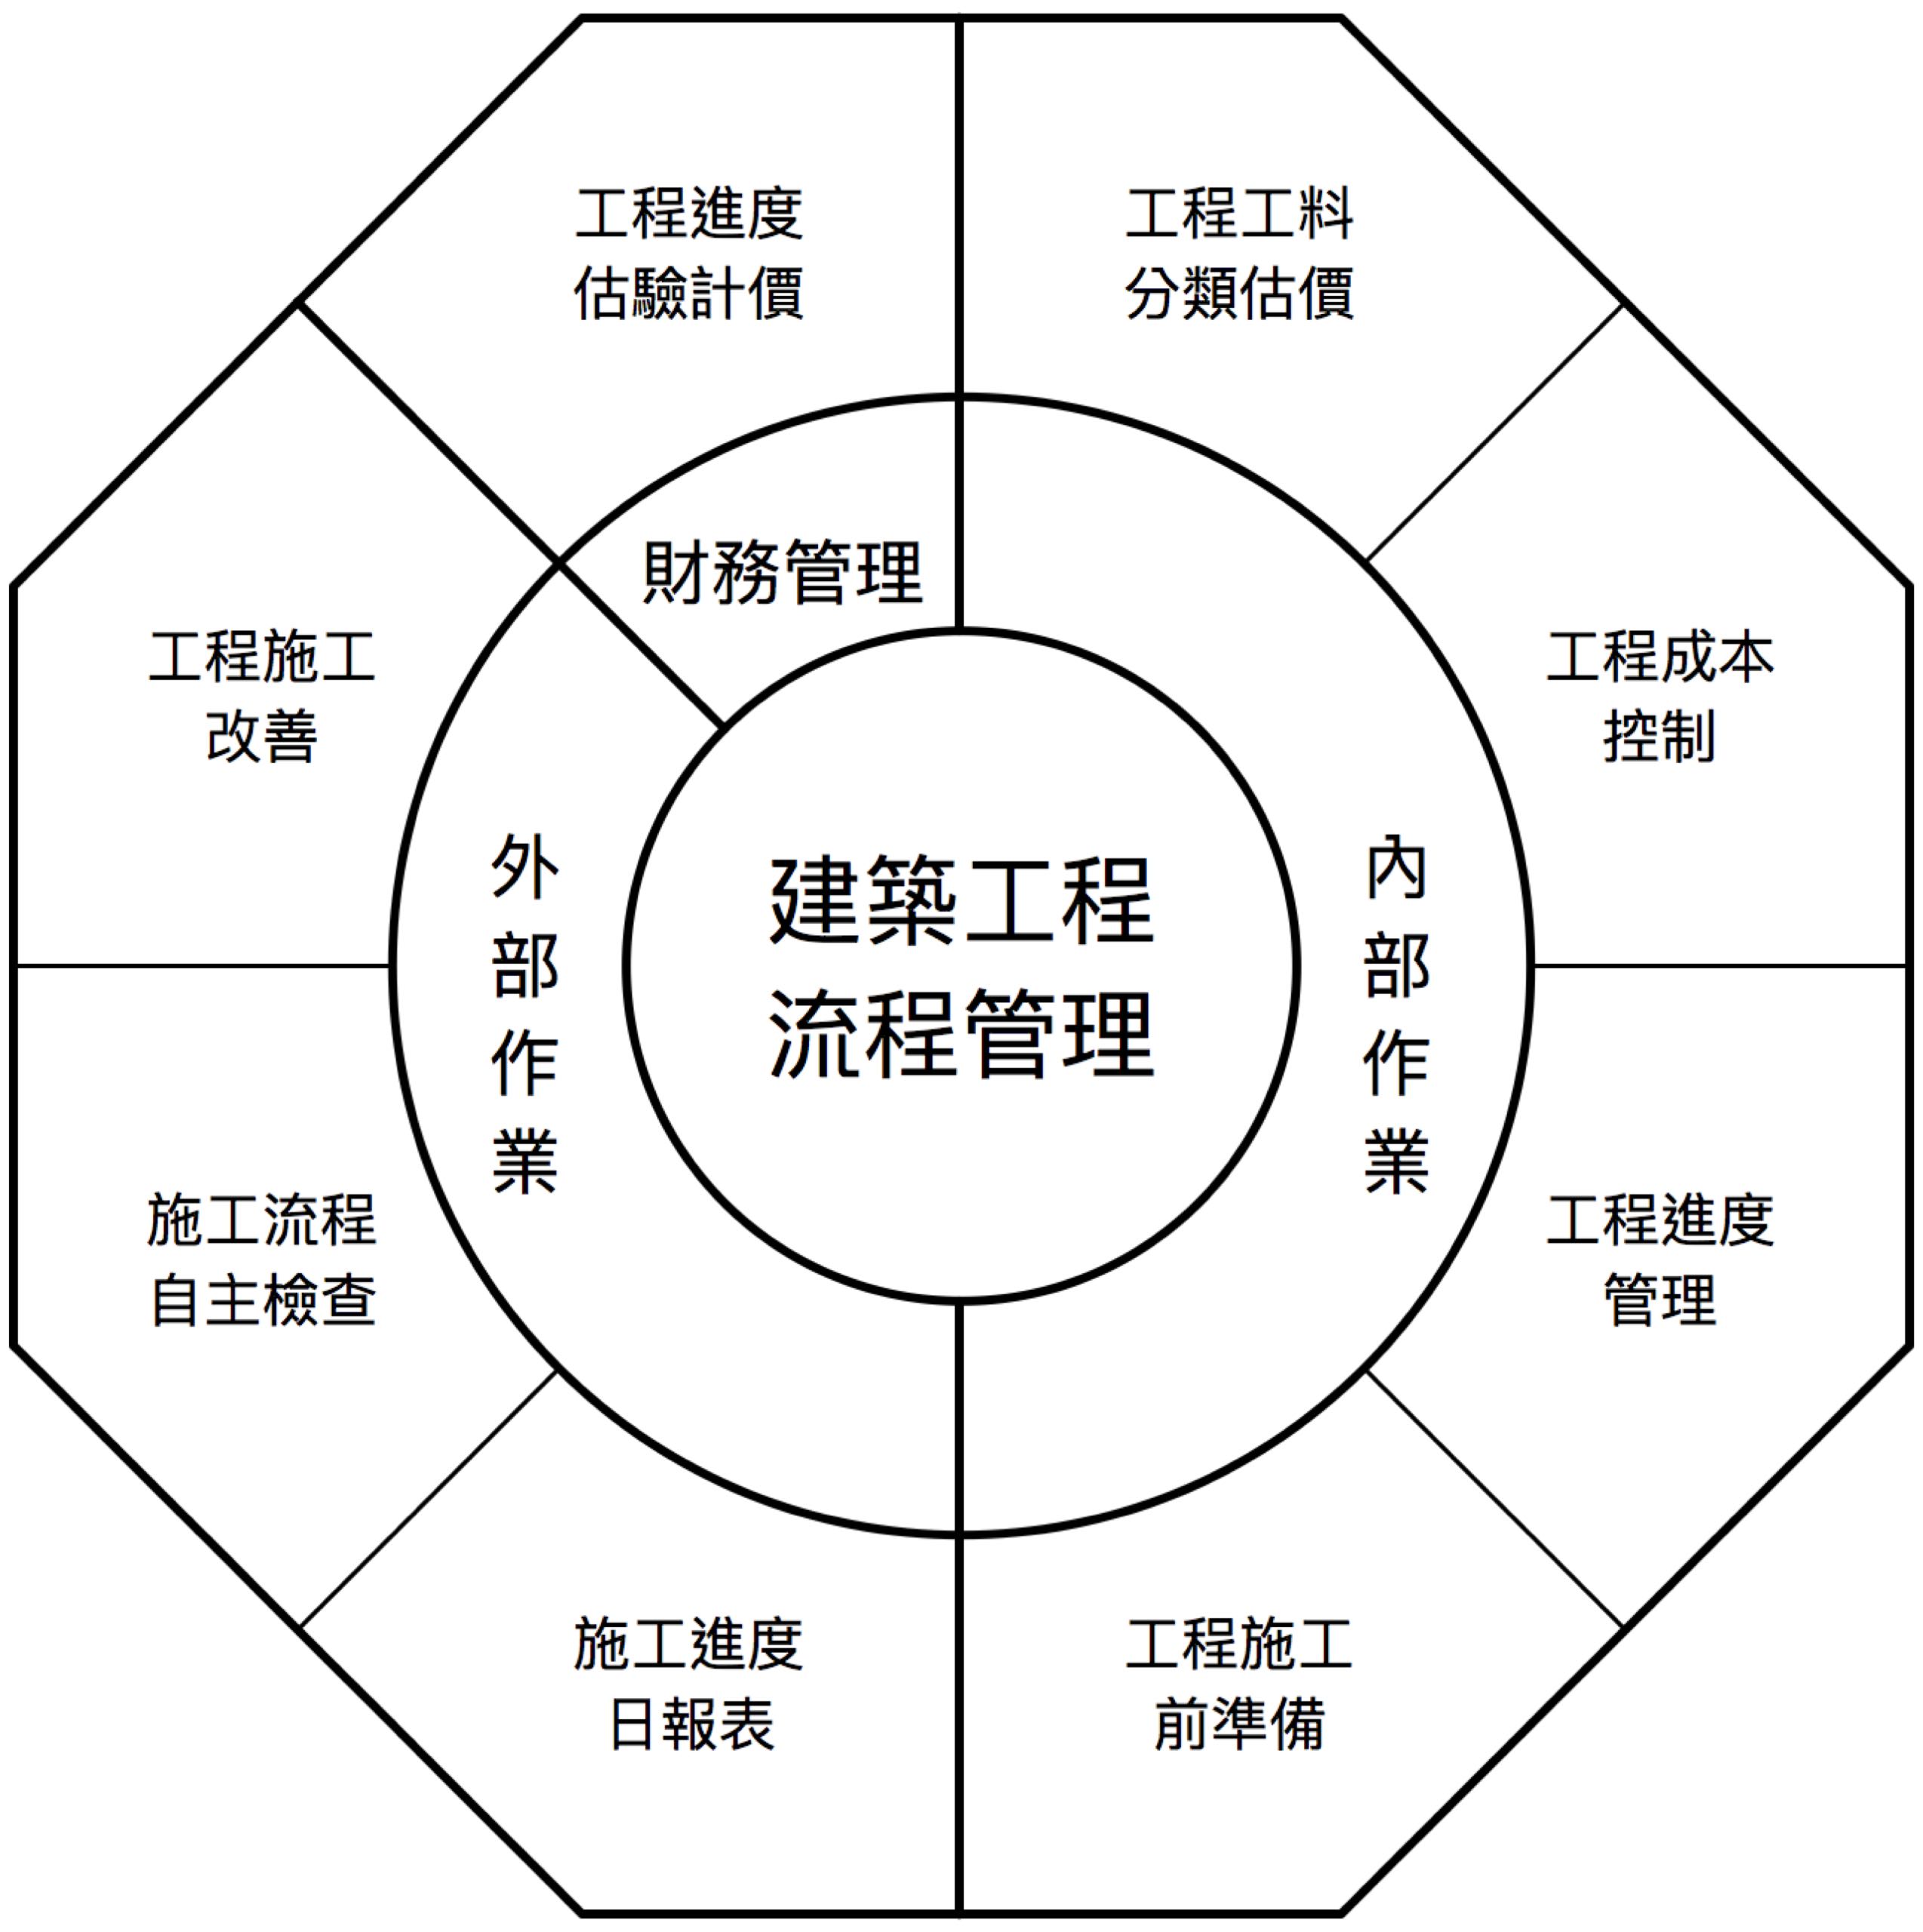 工程進度
估驗計價
工程工料
分類估價
財務管理
工程施工
改善
工程成本
控制
外部作業
建築工程
流程管理
內部作業
施工流程
自主檢查
工程進度
管理
施工進度
日報表
工程施工
前準備